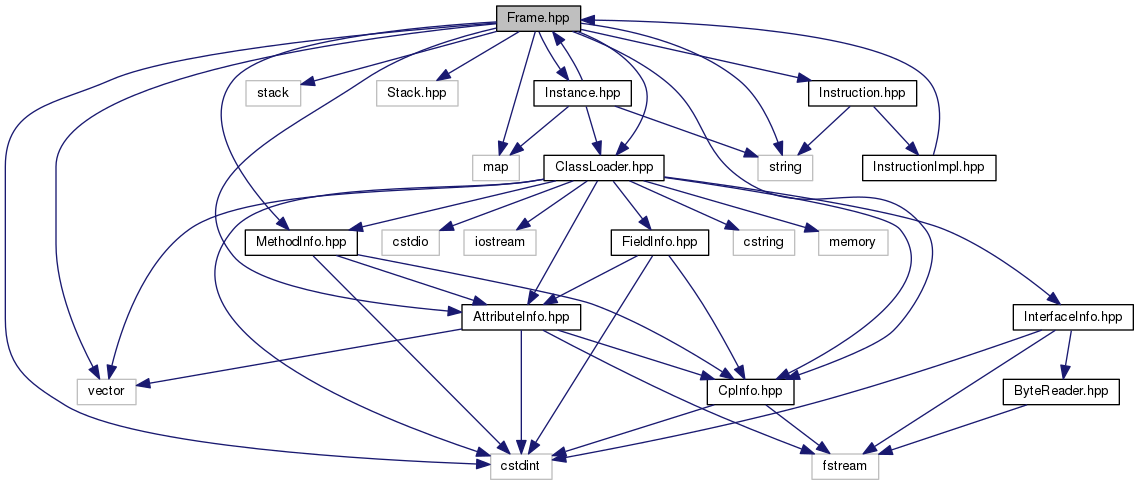 Frame.hpp
stack
Stack.hpp
Instance.hpp
Instruction.hpp
map
ClassLoader.hpp
string
InstructionImpl.hpp
MethodInfo.hpp
cstdio
iostream
FieldInfo.hpp
cstring
memory
AttributeInfo.hpp
InterfaceInfo.hpp
vector
CpInfo.hpp
ByteReader.hpp
cstdint
fstream